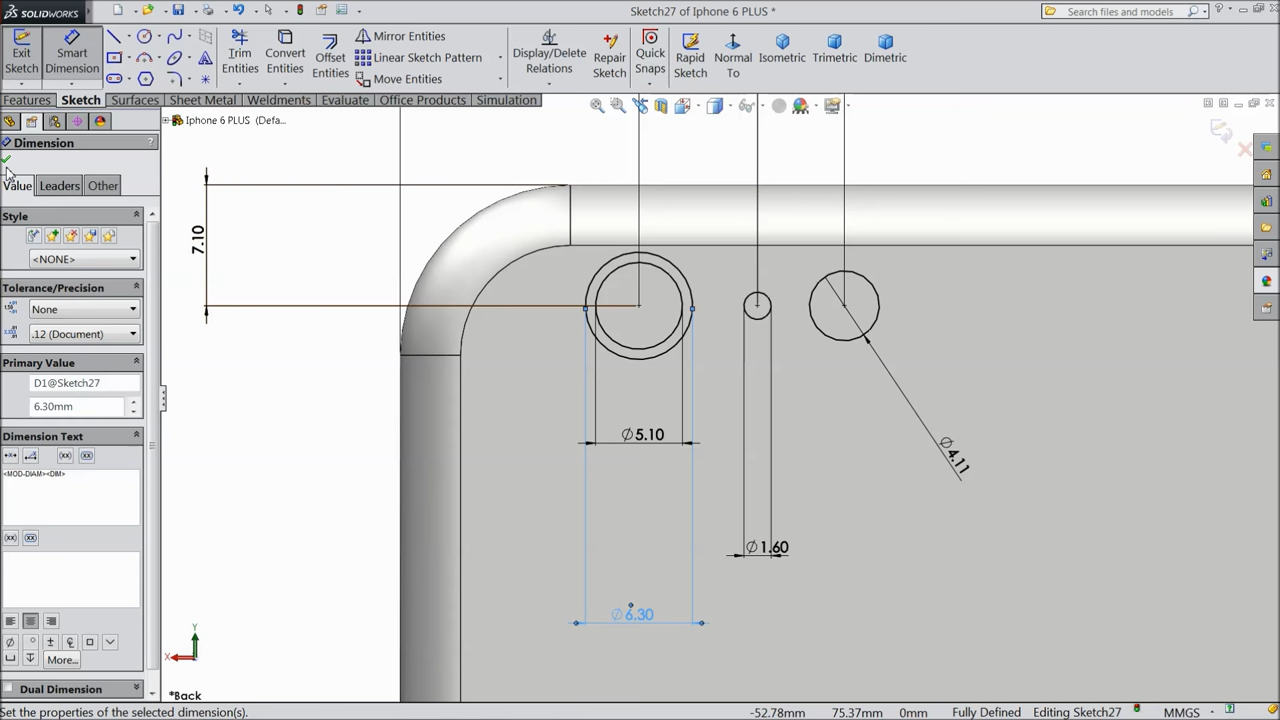 SOLIDWORKS
Sketch27 of Iphone 6 PLUS *
Search files and models
Exit Sketch
Smart Dimension
Trim Entities
Convert Entities
Offset Entities
Mirror Entities
Linear Sketch Pattern
Move Entities
Display/Delete Relations
Repair Sketch
Quick Snaps
Rapid Sketch
Normal To
Isometric
Trimetric
Dimetric
Features
Sketch
Surfaces
Sheet Metal
Weldments
Evaluate
Office Products
Simulation
Iphone 6 PLUS (Defa...
Dimension
?
Value
Leaders
Other
Style
<NONE>
Tolerance/Precision
None
.12 (Document)
Primary Value
D1@Sketch27
6.30mm
Dimension Text
<MOD-DIAM><DIM>
More...
Dual Dimension
7.10
∅5.10
∅4.11
∅1.60
∅6.30
Y
X
*Back
Set the properties of the selected dimension(s).
-52.78mm
75.37mm
0mm
Fully Defined
Editing Sketch27
MMGS